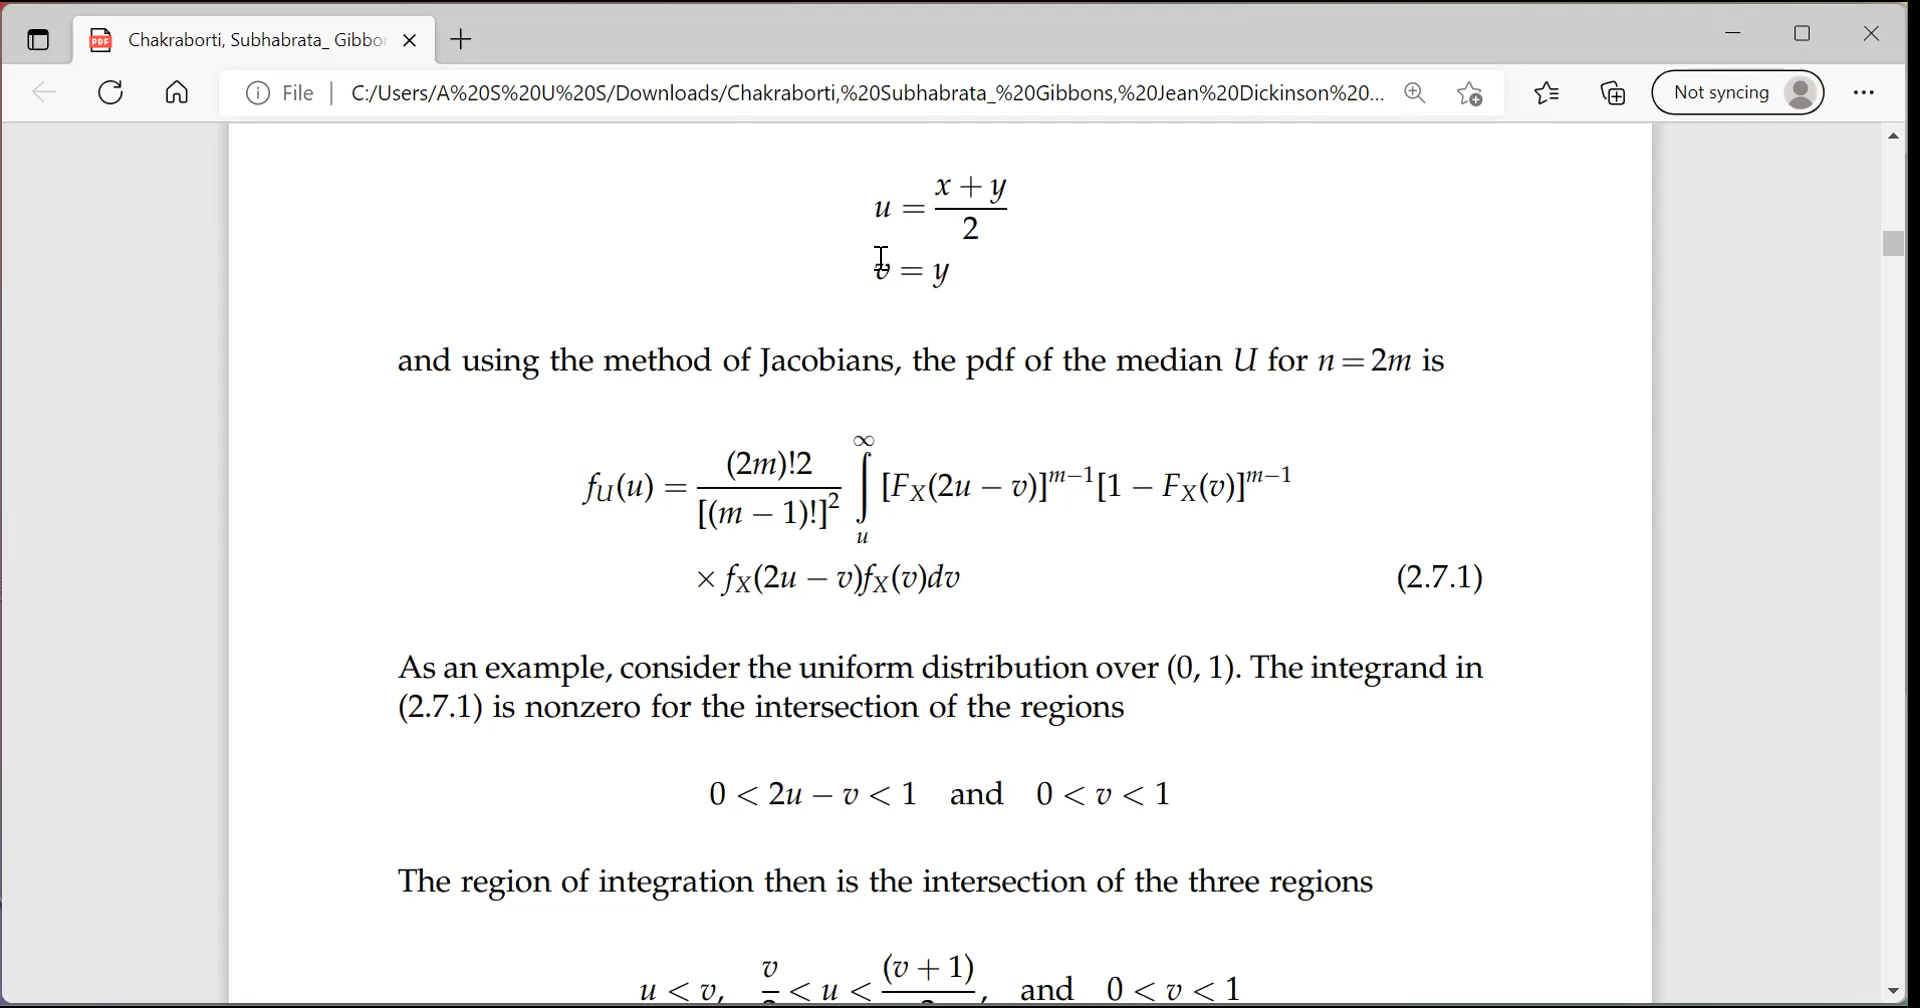 Chakraborti, Subhabrata_ Gibbo
File | C:/Users/A%20S%20U%20S/Downloads/Chakraborti,%20Subhabrata_%20Gibbons,%20Jean%20Dickinson%20... Not syncing
u = (x + y)/2
v = y
and using the method of Jacobians, the pdf of the median U for n = 2m is
f_U(u) = (2m)!2/[(m − 1)!]² ∫_u^∞ [F_X(2u − v)]^{m−1}[1 − F_X(v)]^{m−1}
× f_X(2u − v)f_X(v)dv (2.7.1)
As an example, consider the uniform distribution over (0, 1). The integrand in
(2.7.1) is nonzero for the intersection of the regions
0 < 2u − v < 1 and 0 < v < 1
The region of integration then is the intersection of the three regions
u < v, v/2 < u < (v + 1)/2, and 0 < v < 1